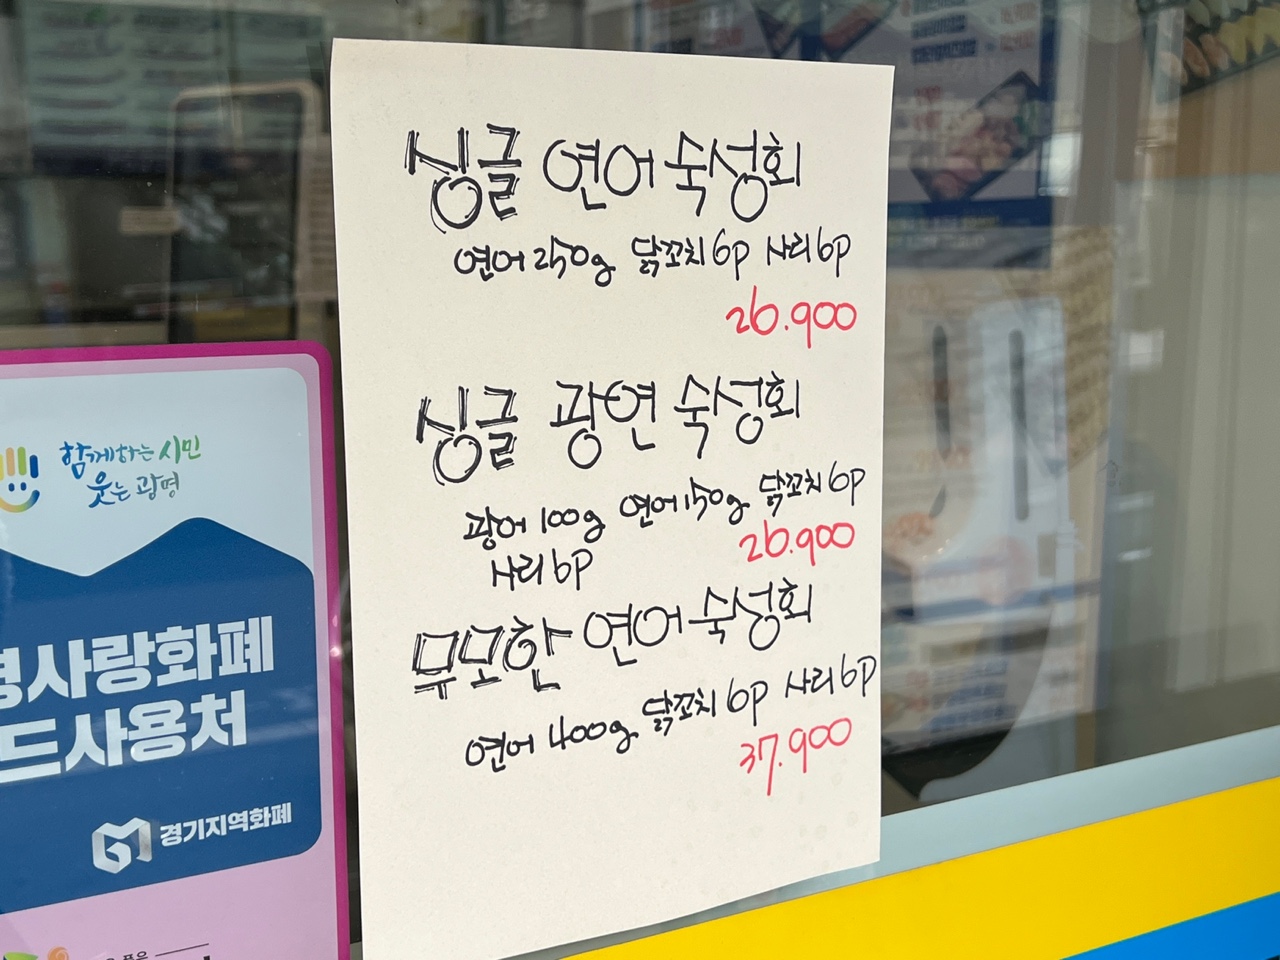 싱글 연어 숙성회
연어 250g 닭꼬치 6p 사리 6p
26.900
싱글 광연 숙성회
광어 100g 연어 150g 닭꼬치 6p
사리 6p
26.900
무모한 연어 숙성회
연어 400g 닭꼬치 6p 사리 6p
37.900
함께하는 시민
웃는 광명
사랑화폐
드사용처
경기지역화폐